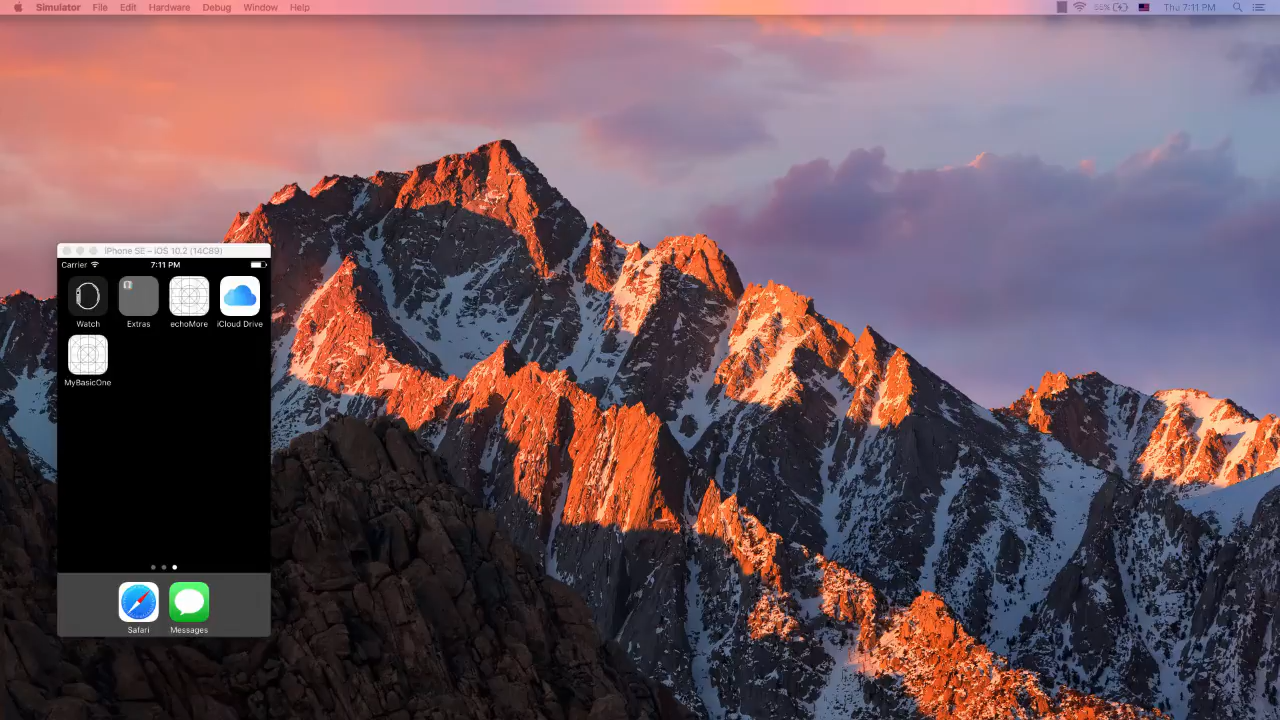 Simulator File Edit Hardware Debug Window Help Thu 7:11 PM
iPhone SE – iOS 10.2 (14C89)
Carrier 7:11 PM
Watch Extras echoMore iCloud Drive
MyBasicOne
Safari Messages